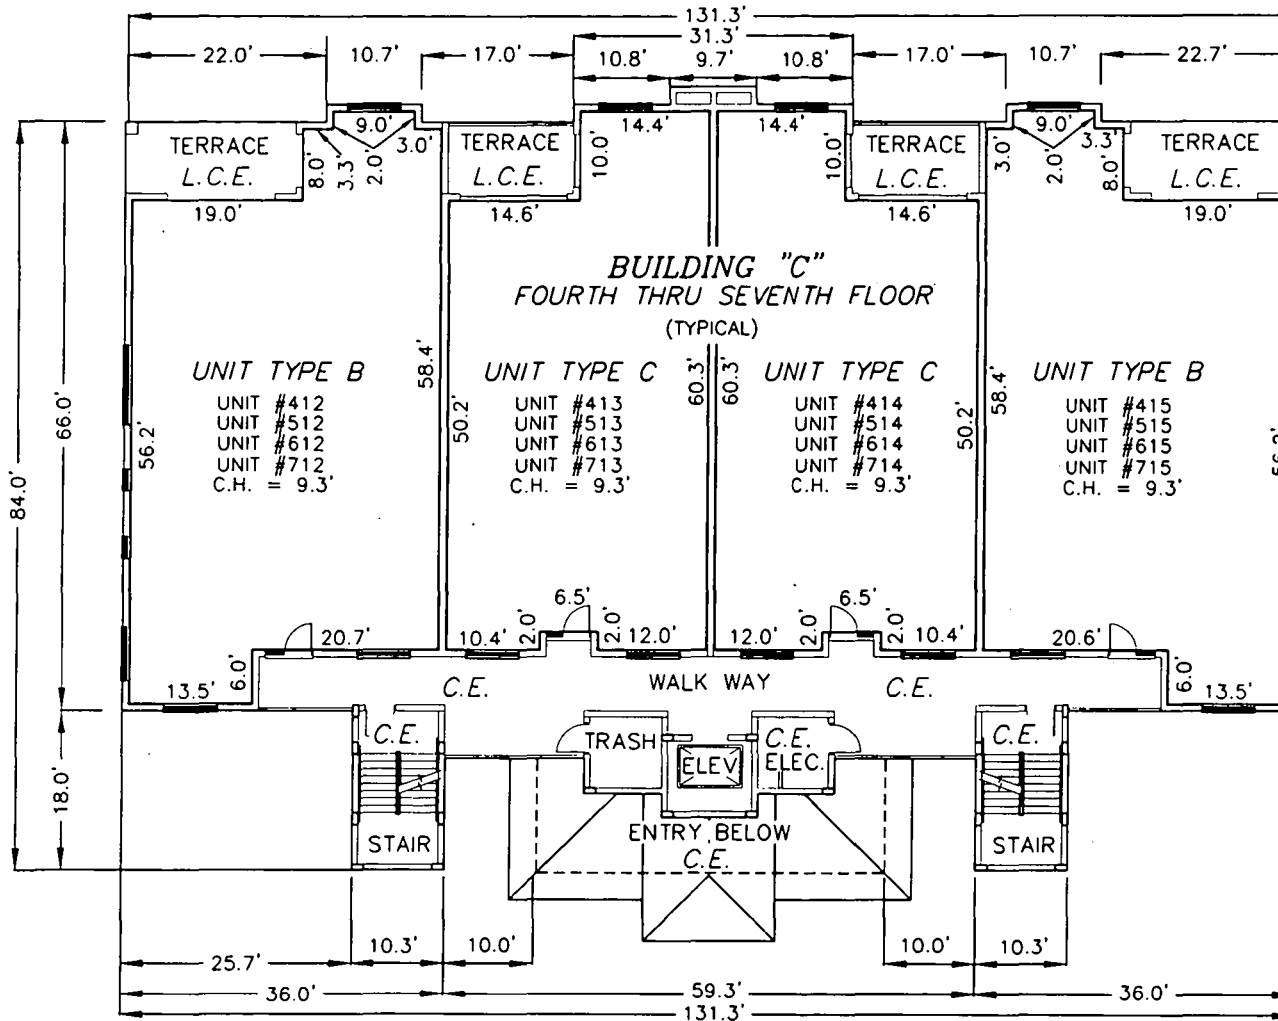 131.3'
31.3'
22.0' 10.7' 17.0' 10.8' 9.7' 10.8' 17.0' 10.7' 22.7'
9.0' 14.4' 14.4' 9.0'
TERRACE 3.0' TERRACE TERRACE 3.3' TERRACE
L.C.E. 8.0' 3.3' 2.0' L.C.E. 10.0' 10.0' L.C.E. 3.0' 2.0' 8.0' L.C.E.
19.0' 14.6' 14.6' 19.0'
BUILDING "C"
FOURTH THRU SEVENTH FLOOR
(TYPICAL)
UNIT TYPE B
UNIT #412
UNIT #512
UNIT #612
UNIT #712
C.H. = 9.3'
UNIT TYPE C
UNIT #413
UNIT #513
UNIT #613
UNIT #713
C.H. = 9.3'
UNIT TYPE C
UNIT #414
UNIT #514
UNIT #614
UNIT #714
C.H. = 9.3'
UNIT TYPE B
UNIT #415
UNIT #515
UNIT #615
UNIT #715
C.H. = 9.3'
84.0' 66.0' 56.2' 58.4' 50.2' 60.3' 60.3' 50.2' 58.4' 56.2'
6.5' 6.5'
20.7' 10.4' 2.0' 2.0' 12.0' 12.0' 2.0' 2.0' 10.4' 20.6'
13.5' 6.0' C.E. WALK WAY C.E. 6.0' 13.5'
18.0' C.E. TRASH ELEV C.E. C.E.
ELEC.
STAIR ENTRY BELOW STAIR
C.E.
25.7' 10.3' 10.0' 10.0' 10.3'
36.0' 59.3' 36.0'
131.3'